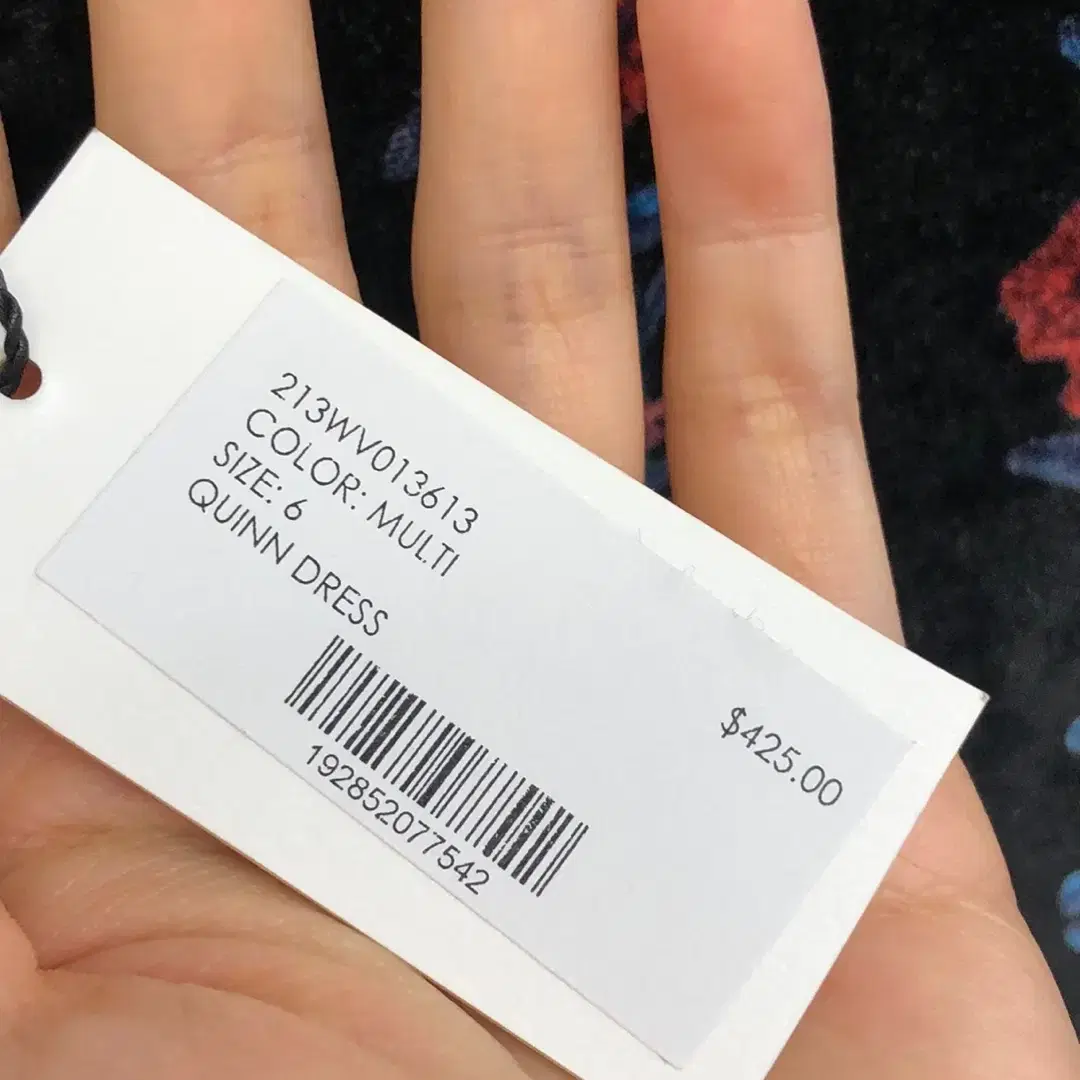 213WV013613
COLOR: MULTI
SIZE: 6
QUINN DRESS
192852077542
$425.00